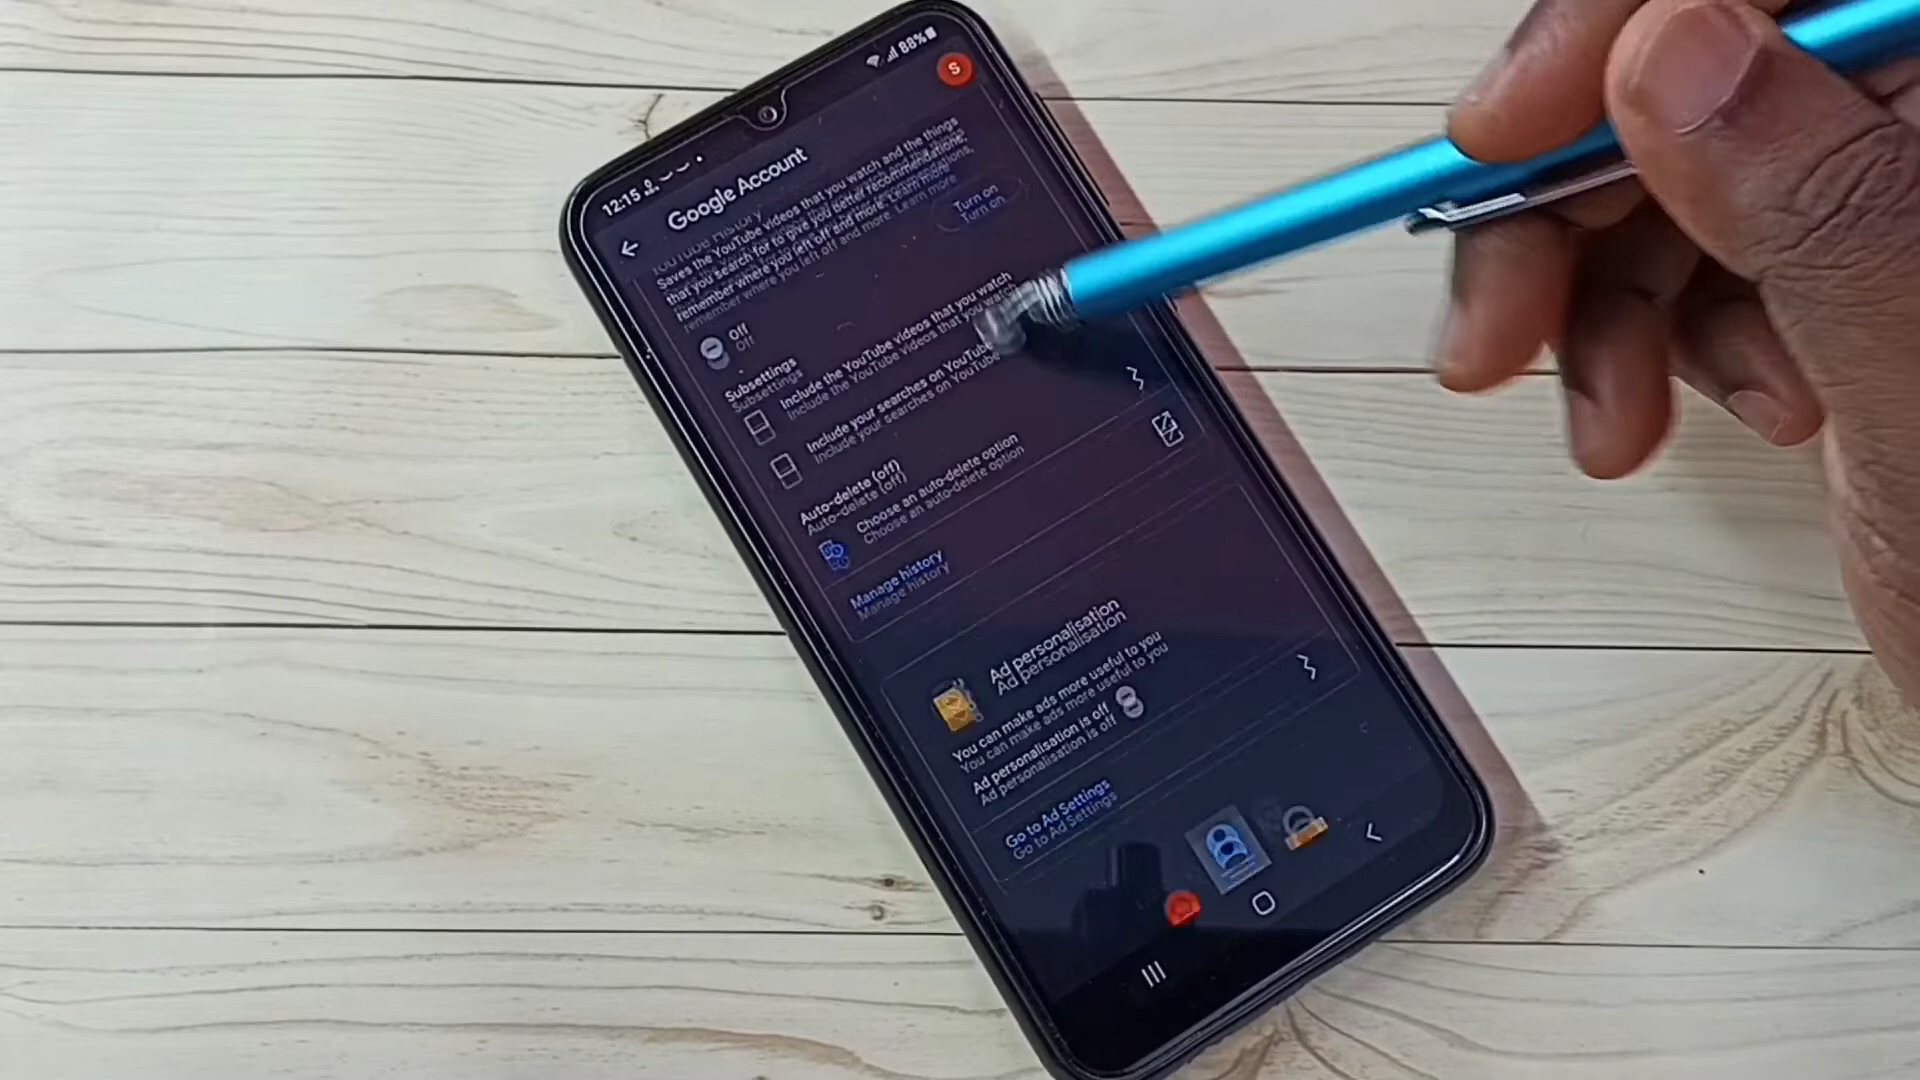 12:15
88%
S
Google Account
YouTube History
Saves the YouTube videos that you watch and the things
that you search for to give you better recommendations,
remember where you left off and more. Learn more
Off
Turn on
Subsettings
Include the YouTube videos that you watch
Include your searches on YouTube
Auto-delete (off)
Choose an auto-delete option
Manage history
Ad personalisation
You can make ads more useful to you
Ad personalisation is off
Go to Ad Settings